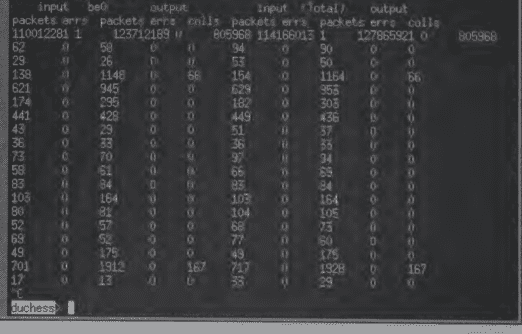 input be0 output input (Total) output
packets errs packets errs colls packets errs packets errs colls
110012281 1 123712189 0 805968 114166013 1 127865921 0 805968
62 0 58 0 0 94 0 90 0 0
29 0 26 0 0 53 0 50 0 0
138 0 1148 0 66 154 0 1164 0 66
621 0 945 0 0 629 0 953 0 0
174 0 295 0 0 182 0 303 0 0
441 0 428 0 0 449 0 436 0 0
43 0 29 0 0 51 0 37 0 0
36 0 33 0 0 36 0 33 0 0
73 0 70 0 0 97 0 94 0 0
58 0 61 0 0 66 0 69 0 0
83 0 84 0 0 83 0 84 0 0
103 0 164 0 0 103 0 164 0 0
80 0 81 0 0 104 0 105 0 0
52 0 57 0 0 68 0 73 0 0
69 0 52 0 0 77 0 60 0 0
49 0 175 0 0 49 0 175 0 0
701 0 1912 0 167 717 0 1928 0 167
17 0 13 0 0 33 0 29 0 0
^C
duchess>